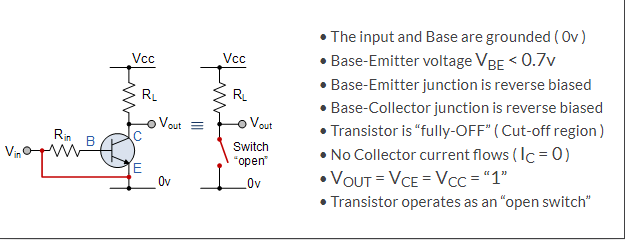 Vcc
RL
Vout
Rin
B
C
Vin
E
0v
≡
Vcc
RL
Vout
Switch
"open"
0v
• The input and Base are grounded ( 0v )
• Base-Emitter voltage VBE < 0.7v
• Base-Emitter junction is reverse biased
• Base-Collector junction is reverse biased
• Transistor is “fully-OFF” ( Cut-off region )
• No Collector current flows ( IC = 0 )
• VOUT = VCE = VCC = “1”
• Transistor operates as an “open switch”